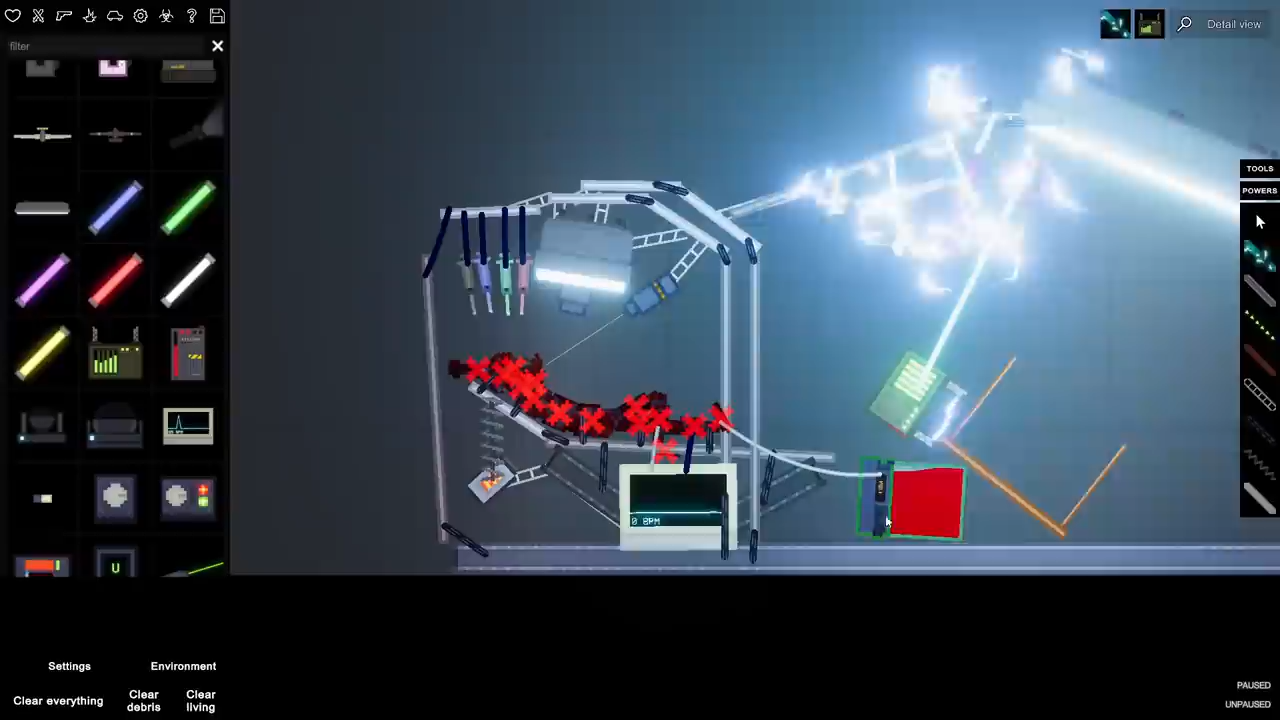 filter
Detail view
TOOLS
POWERS
0 BPM
U
Settings
Environment
Clear everything
Clear debris
Clear living
PAUSED
UNPAUSED